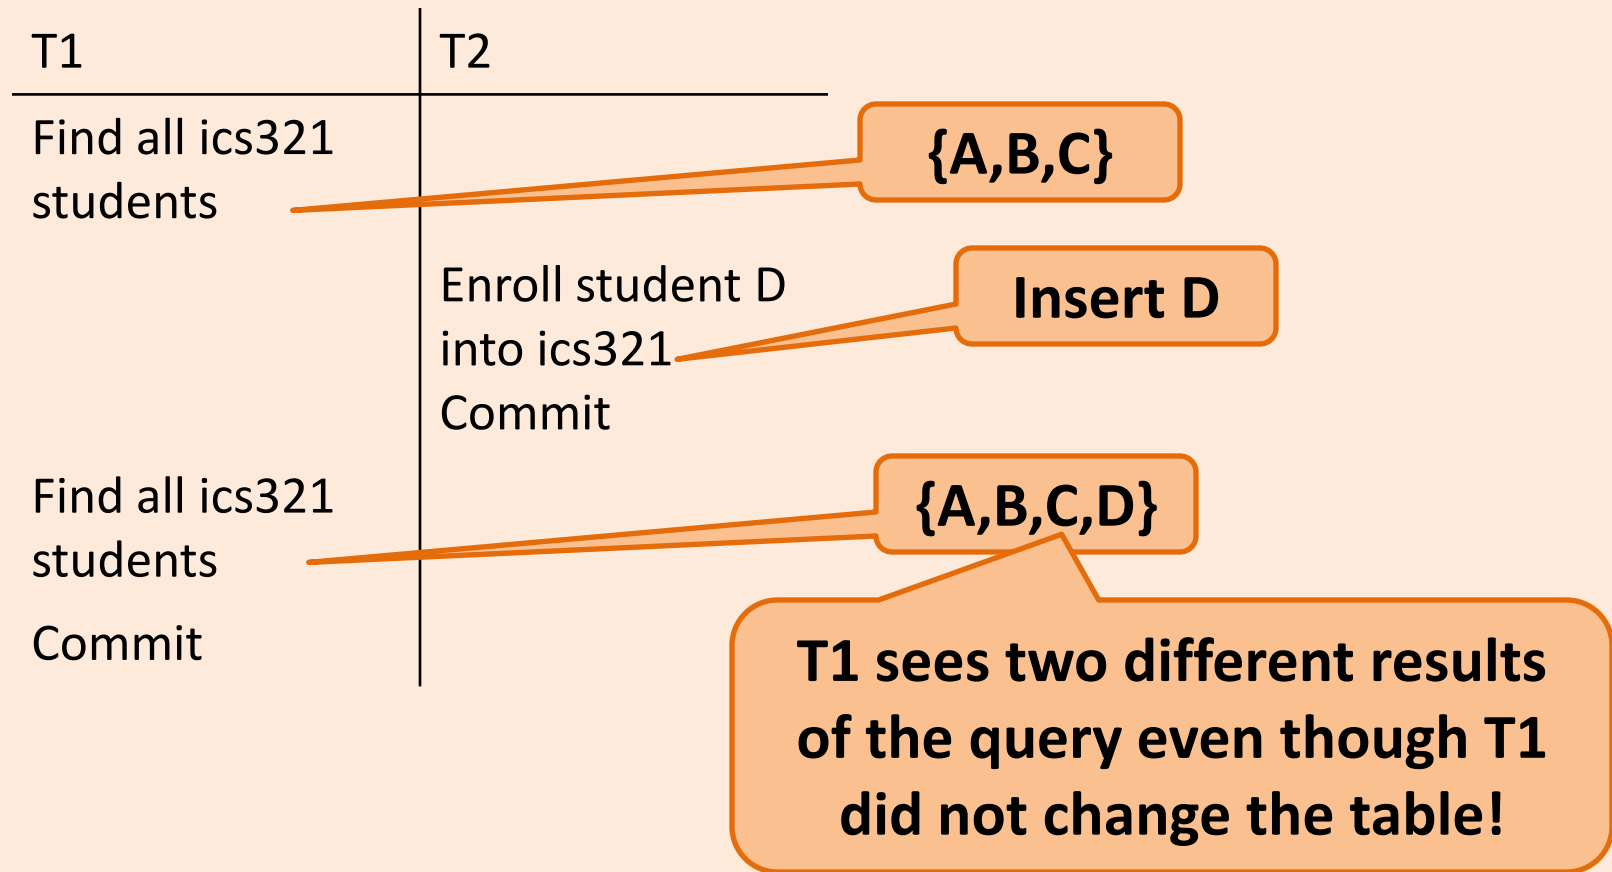 T1
T2
Find all ics321
students
{A,B,C}
Enroll student D
into ics321
Commit
Insert D
Find all ics321
students
{A,B,C,D}
Commit
T1 sees two different results
of the query even though T1
did not change the table!